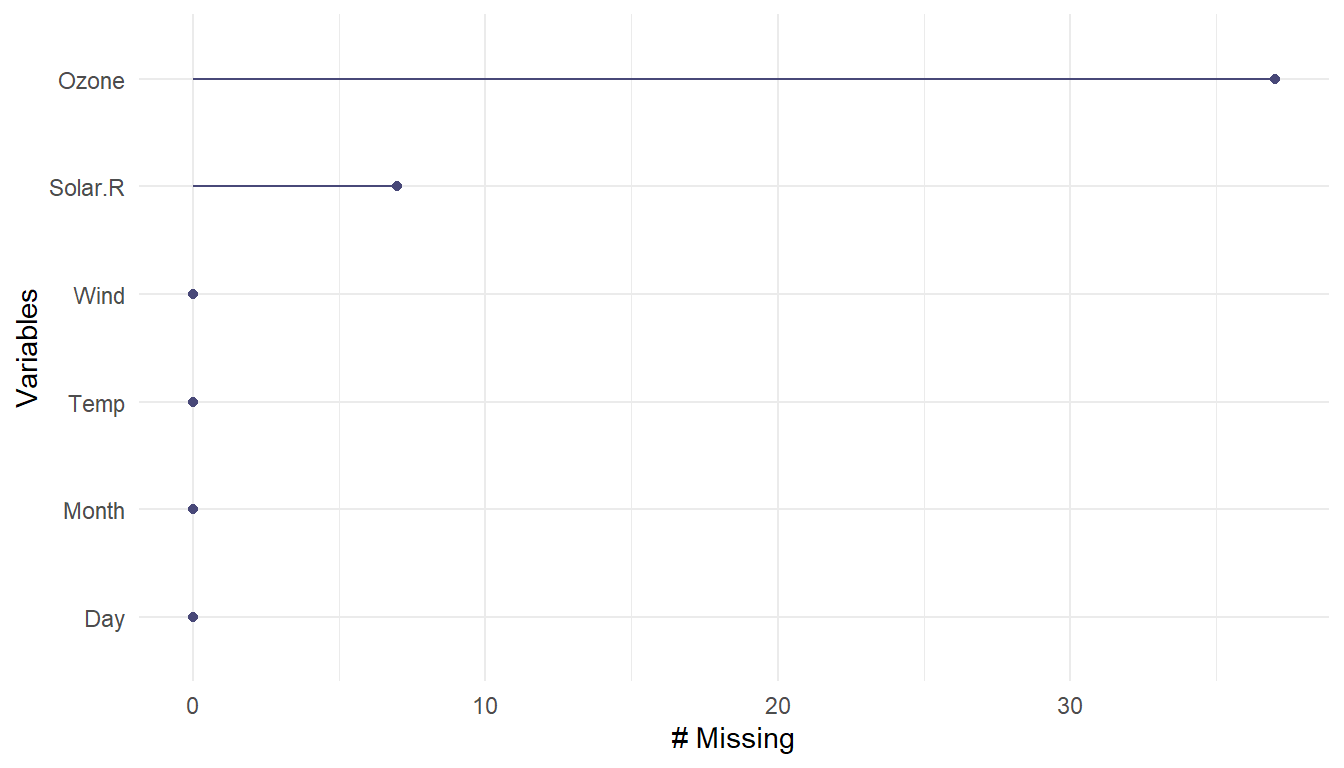 Ozone
Solar.R
Wind
Temp
Month
Day
Variables
0 10 20 30
# Missing